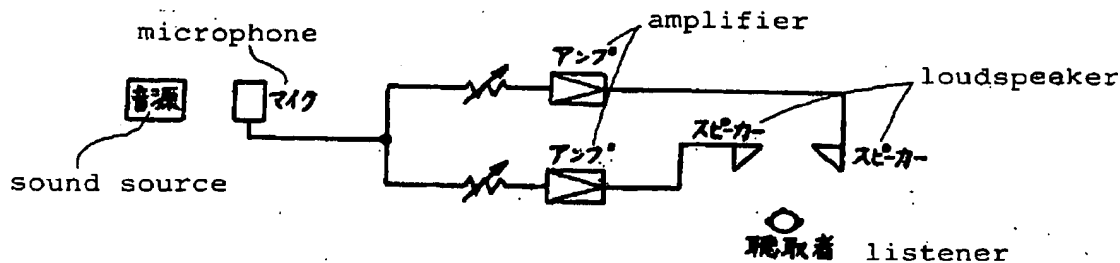 microphone
amplifier
アンプ
loudspeaker
音源
マイク
スピーカー
アンプ
スピーカー
sound source
聴取者 listener